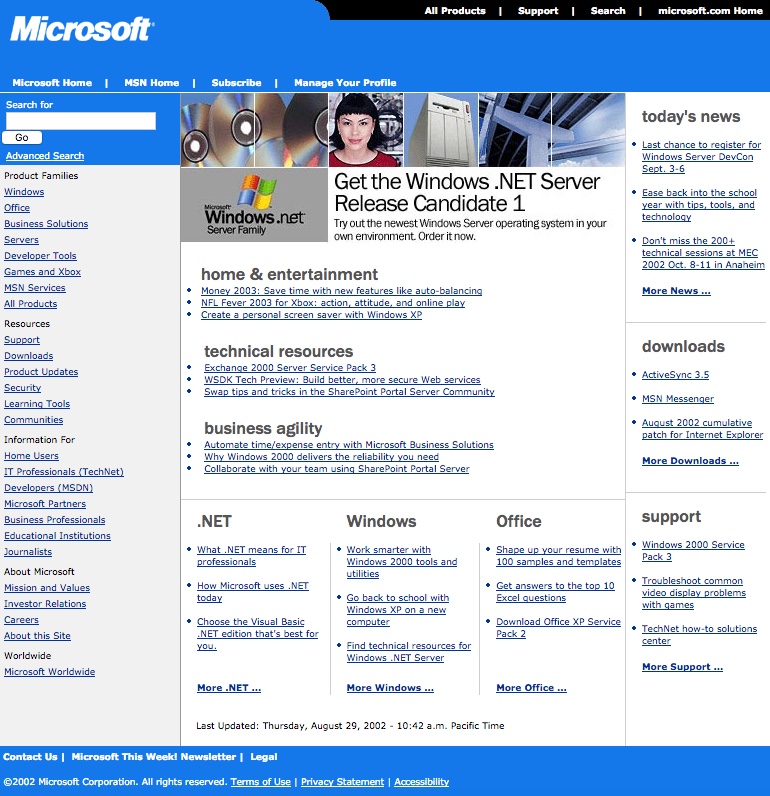 All Products | Support | Search | microsoft.com Home
Microsoft
Microsoft Home | MSN Home | Subscribe | Manage Your Profile
Search for
Go
Advanced Search
Product Families
Windows
Office
Business Solutions
Servers
Developer Tools
Games and Xbox
MSN Services
All Products
Resources
Support
Downloads
Product Updates
Security
Learning Tools
Communities
Information For
Home Users
IT Professionals (TechNet)
Developers (MSDN)
Microsoft Partners
Business Professionals
Educational Institutions
Journalists
About Microsoft
Mission and Values
Investor Relations
Careers
About this Site
Worldwide
Microsoft Worldwide
Microsoft
Windows.net
Server Family
Get the Windows .NET Server
Release Candidate 1
Try out the newest Windows Server operating system in your
own environment. Order it now.
home & entertainment
Money 2003: Save time with new features like auto-balancing
NFL Fever 2003 for Xbox: action, attitude, and online play
Create a personal screen saver with Windows XP
technical resources
Exchange 2000 Server Service Pack 3
WSDK Tech Preview: Build better, more secure Web services
Swap tips and tricks in the SharePoint Portal Server Community
business agility
Automate time/expense entry with Microsoft Business Solutions
Why Windows 2000 delivers the reliability you need
Collaborate with your team using SharePoint Portal Server
.NET
What .NET means for IT
professionals
How Microsoft uses .NET
today
Choose the Visual Basic
.NET edition that's best for
you.
More .NET ...
Windows
Work smarter with
Windows 2000 tools and
utilities
Go back to school with
Windows XP on a new
computer
Find technical resources for
Windows .NET Server
More Windows ...
Office
Shape up your resume with
100 samples and templates
Get answers to the top 10
Excel questions
Download Office XP Service
Pack 2
More Office ...
Last Updated: Thursday, August 29, 2002 - 10:42 a.m. Pacific Time
today's news
Last chance to register for
Windows Server DevCon
Sept. 3-6
Ease back into the school
year with tips, tools, and
technology
Don't miss the 200+
technical sessions at MEC
2002 Oct. 8-11 in Anaheim
More News ...
downloads
ActiveSync 3.5
MSN Messenger
August 2002 cumulative
patch for Internet Explorer
More Downloads ...
support
Windows 2000 Service
Pack 3
Troubleshoot common
video display problems
with games
TechNet how-to solutions
center
More Support ...
Contact Us | Microsoft This Week! Newsletter | Legal
©2002 Microsoft Corporation. All rights reserved. Terms of Use | Privacy Statement | Accessibility